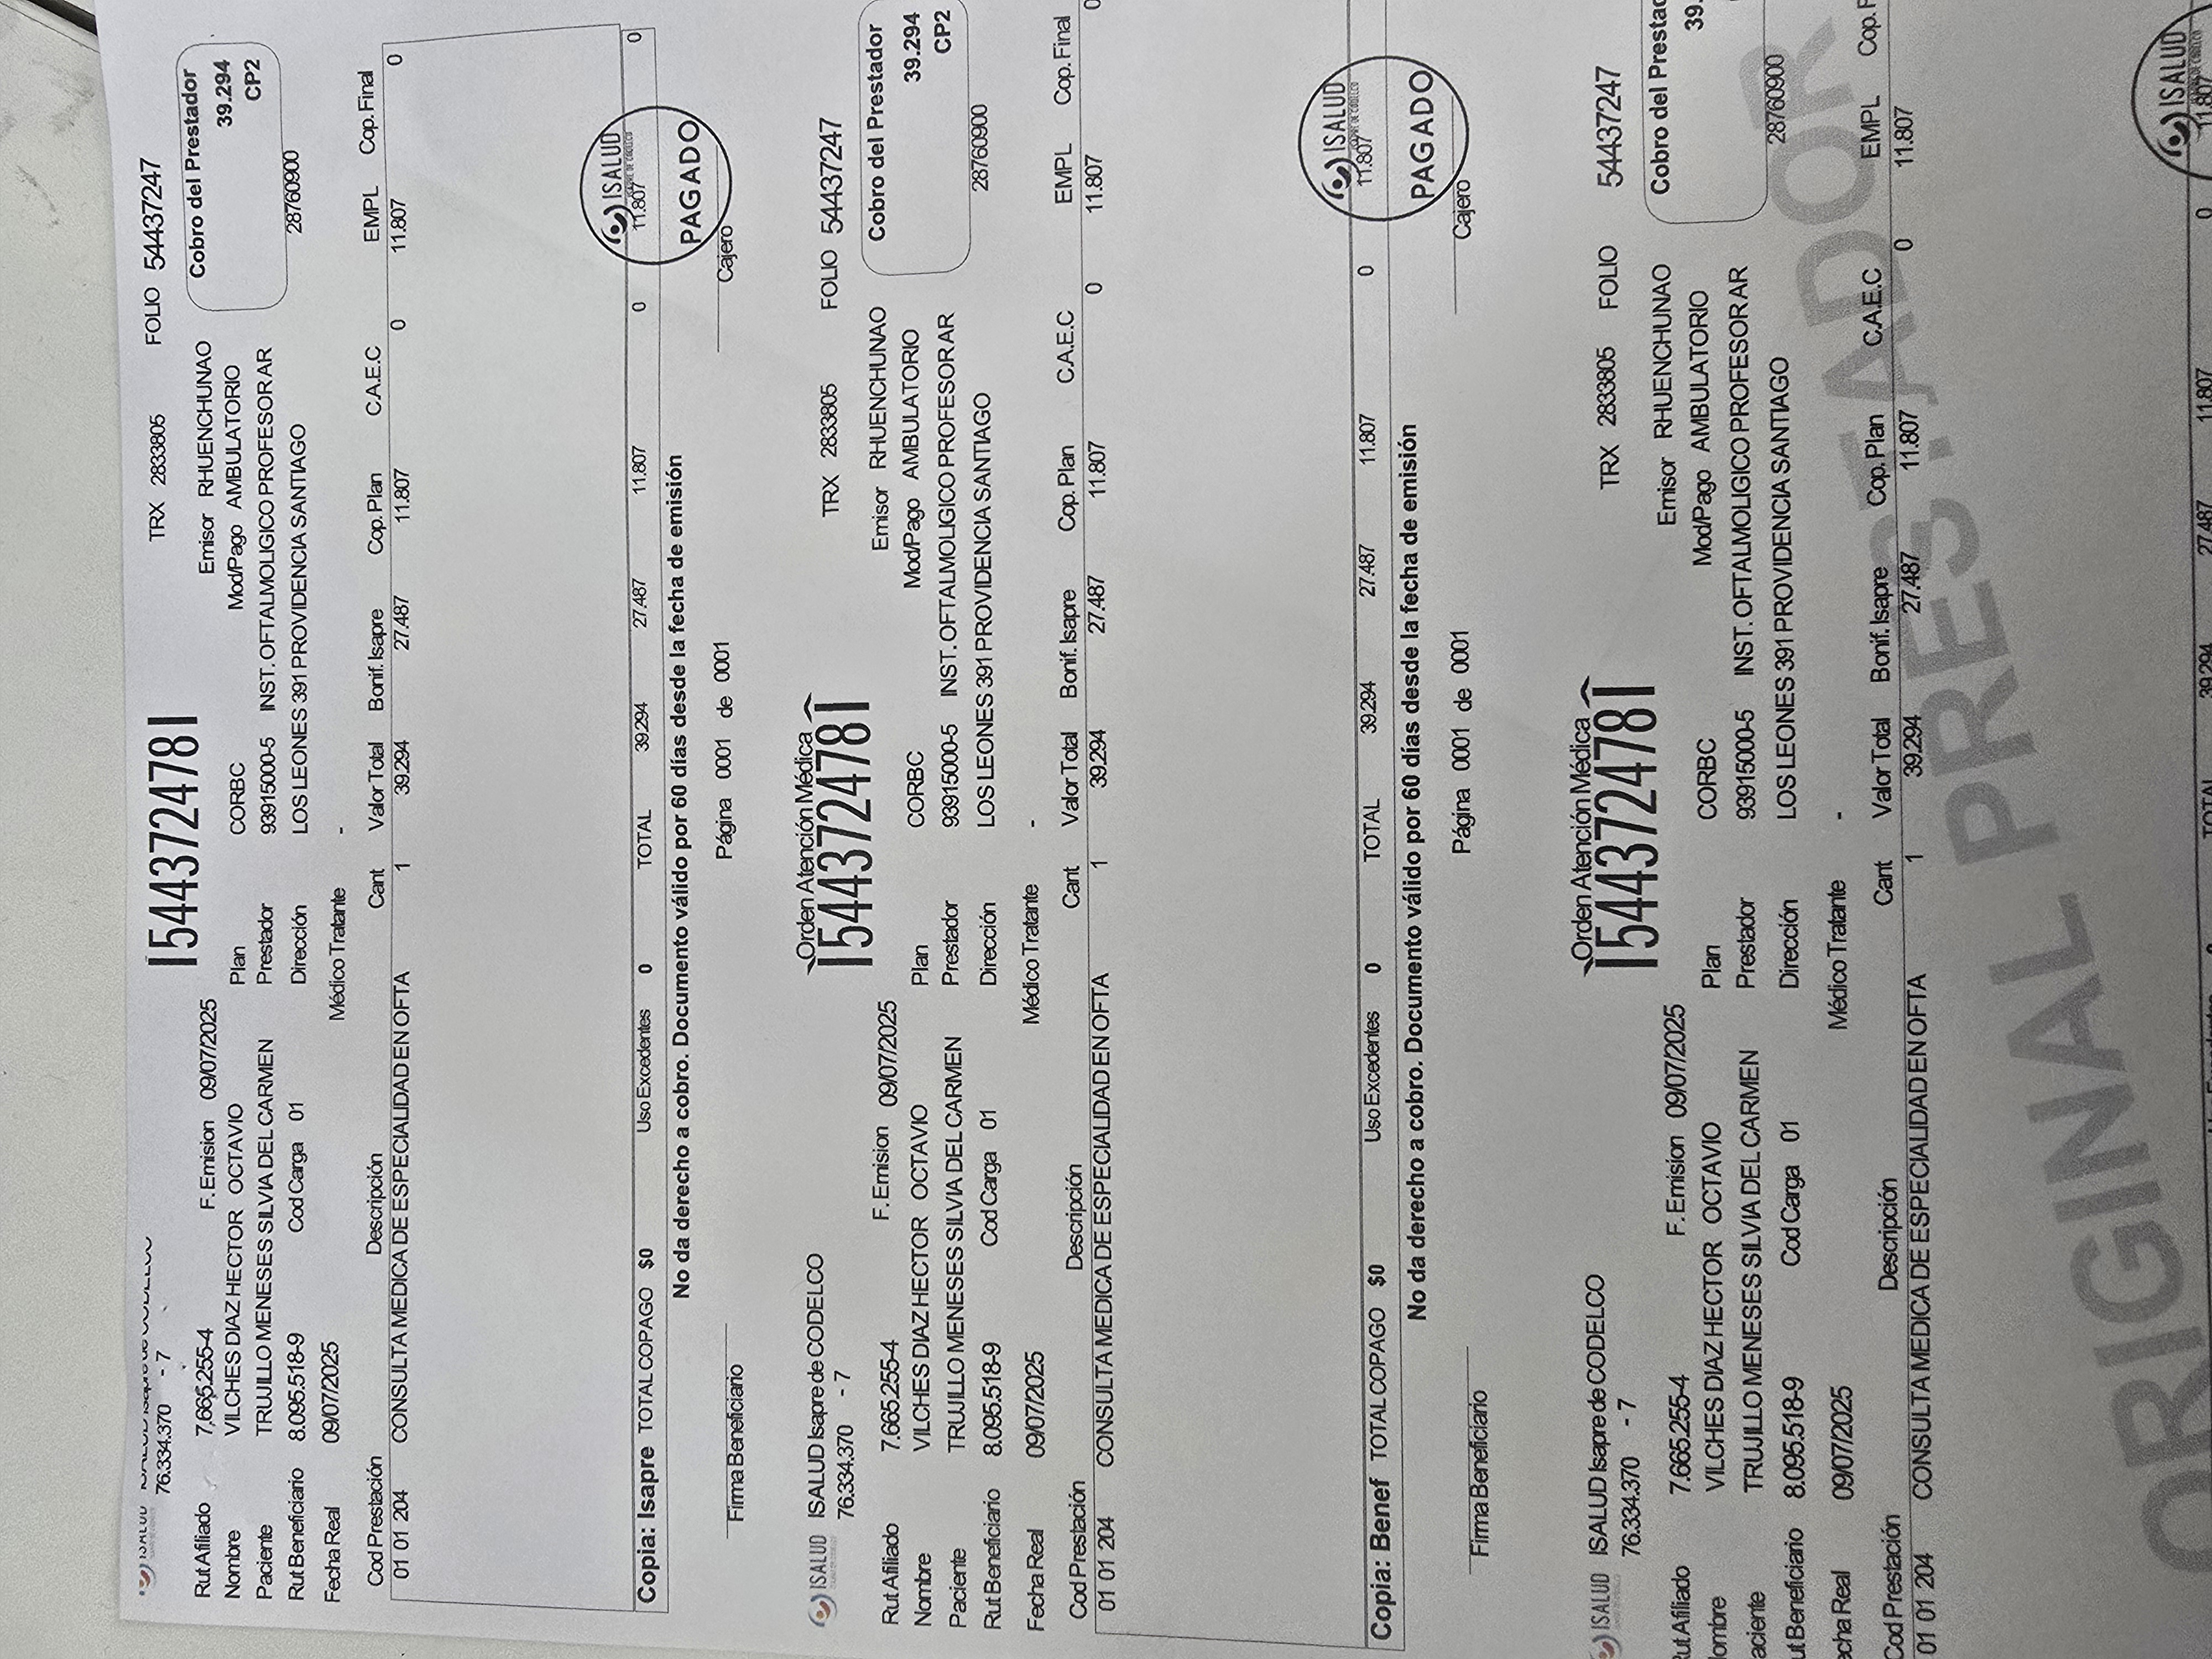 ISALUD ISALUD Isapre de CODELCO
76.334.370 - 7
5443724781
TRX 2833805 FOLIO 54437247
Rut Afiliado 7.665.255-4 F. Emision 09/07/2025 Emisor RHUENCHUNAO Cobro del Prestador
Nombre VILCHES DIAZ HECTOR OCTAVIO Plan CORBC Mod/Pago AMBULATORIO 39.294
Paciente TRUJILLO MENESES SILVIA DEL CARMEN Prestador 93915000-5 INST. OFTALMOLIGICO PROFESOR AR CP2
Rut Beneficiario 8.095.518-9 Cod Carga 01 Dirección LOS LEONES 391 PROVIDENCIA SANTIAGO 28760900
Fecha Real 09/07/2025 Médico Tratante -
Cod Prestación Descripción Cant Valor Total Bonif. Isapre Cop. Plan C.A.E.C EMPL Cop. Final
01 01 204 CONSULTA MEDICA DE ESPECIALIDAD EN OFTA 1 39.294 27.487 11.807 0 11.807 0
ISALUD
ISAPRE DE CODELCO
Copia: Isapre TOTAL COPAGO $0 Uso Excedentes 0 TOTAL 39.294 27.487 11.807 0 11.807 0
No da derecho a cobro. Documento válido por 60 días desde la fecha de emisión
PAGADO
Firma Beneficiario Página 0001 de 0001 Cajero
ISALUD ISALUD Isapre de CODELCO Orden Atención Médica
76.334.370 - 7 5443724781 TRX 2833805 FOLIO 54437247
Rut Afiliado 7.665.255-4 F. Emision 09/07/2025 Emisor RHUENCHUNAO Cobro del Prestador
Nombre VILCHES DIAZ HECTOR OCTAVIO Plan CORBC Mod/Pago AMBULATORIO 39.294
Paciente TRUJILLO MENESES SILVIA DEL CARMEN Prestador 93915000-5 INST. OFTALMOLIGICO PROFESOR AR CP2
Rut Beneficiario 8.095.518-9 Cod Carga 01 Dirección LOS LEONES 391 PROVIDENCIA SANTIAGO 28760900
Fecha Real 09/07/2025 Médico Tratante -
Cod Prestación Descripción Cant Valor Total Bonif. Isapre Cop. Plan C.A.E.C EMPL Cop. Final
01 01 204 CONSULTA MEDICA DE ESPECIALIDAD EN OFTA 1 39.294 27.487 11.807 0 11.807 0
ISALUD
ISAPRE DE CODELCO
Copia: Benef TOTAL COPAGO $0 Uso Excedentes 0 TOTAL 39.294 27.487 11.807 0 11.807
No da derecho a cobro. Documento válido por 60 días desde la fecha de emisión
PAGADO
Firma Beneficiario Página 0001 de 0001 Cajero
ISALUD ISALUD Isapre de CODELCO Orden Atención Médica
76.334.370 - 7 5443724781 TRX 2833805 FOLIO 54437247
Rut Afiliado 7.665.255-4 F. Emision 09/07/2025 Emisor RHUENCHUNAO Cobro del Prestad
ombre VILCHES DIAZ HECTOR OCTAVIO Plan CORBC Mod/Pago AMBULATORIO 39.
aciente TRUJILLO MENESES SILVIA DEL CARMEN Prestador 93915000-5 INST. OFTALMOLIGICO PROFESOR AR
ut Beneficiario 8.095.518-9 Cod Carga 01 Dirección LOS LEONES 391 PROVIDENCIA SANTIAGO 28760900
echa Real 09/07/2025 Médico Tratante -
Cod Prestación Descripción Cant Valor Total Bonif. Isapre Cop. Plan C.A.E.C EMPL Cop. F
01 01 204 CONSULTA MEDICA DE ESPECIALIDAD EN OFTA 1 39.294 27.487 11.807 0 11.807
ORIGINAL PRESTADOR
ISALUD
ISAPRE DE CODELCO
Uso Excedentes 0 TOTAL 39.294 27.487 11.807 0 11.807